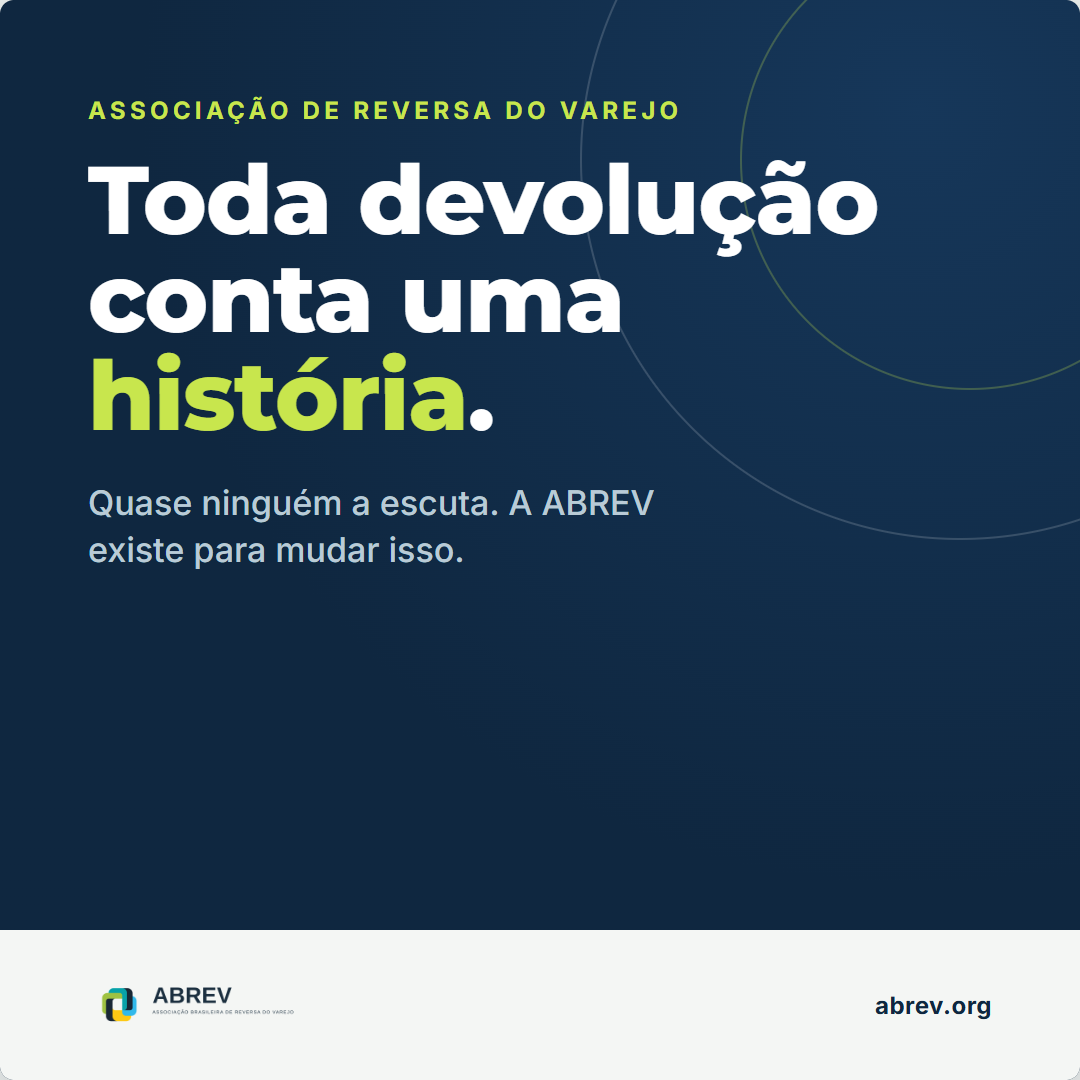 ASSOCIAÇÃO DE REVERSA DO VAREJO
Toda devolução
conta uma
história.
Quase ninguém a escuta. A ABREV
existe para mudar isso.
ABREV
ASSOCIAÇÃO BRASILEIRA DE REVERSA DO VAREJO
abrev.org